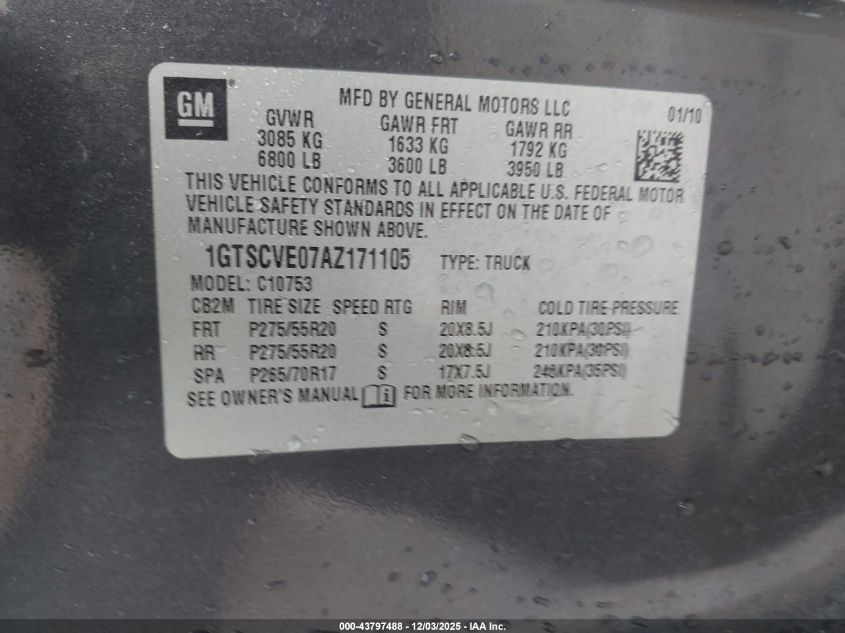 GM
MFD BY GENERAL MOTORS LLC
01/10
GVWR GAWR FRT GAWR RR
3085 KG 1633 KG 1792 KG
6800 LB 3600 LB 3950 LB
THIS VEHICLE CONFORMS TO ALL APPLICABLE U.S. FEDERAL MOTOR
VEHICLE SAFETY STANDARDS IN EFFECT ON THE DATE OF
MANUFACTURE SHOWN ABOVE.
1GTSCVE07AZ171105 TYPE: TRUCK
MODEL: C10753
CB2M TIRE SIZE SPEED RTG RIM COLD TIRE PRESSURE
FRT P275/55R20 S 20X8.5J 210KPA(30PSI)
RR P275/55R20 S 20X8.5J 210KPA(30PSI)
SPA P265/70R17 S 17X7.5J 240KPA(35PSI)
SEE OWNER'S MANUAL FOR MORE INFORMATION.
000-43797488 - 12/03/2025 - IAA Inc.